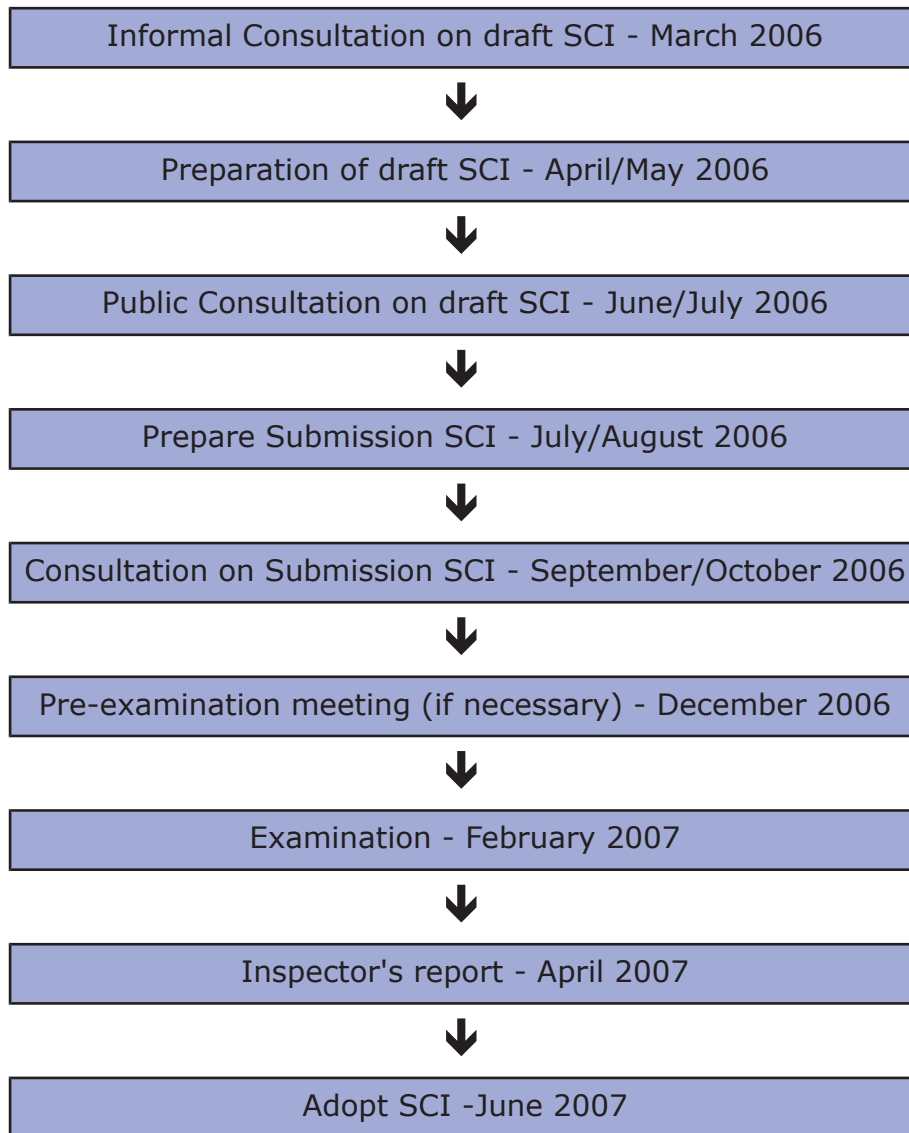 Informal Consultation on draft SCI - March 2006
Preparation of draft SCI - April/May 2006
Public Consultation on draft SCI - June/July 2006
Prepare Submission SCI - July/August 2006
Consultation on Submission SCI - September/October 2006
Pre-examination meeting (if necessary) - December 2006
Examination - February 2007
Inspector's report - April 2007
Adopt SCI -June 2007